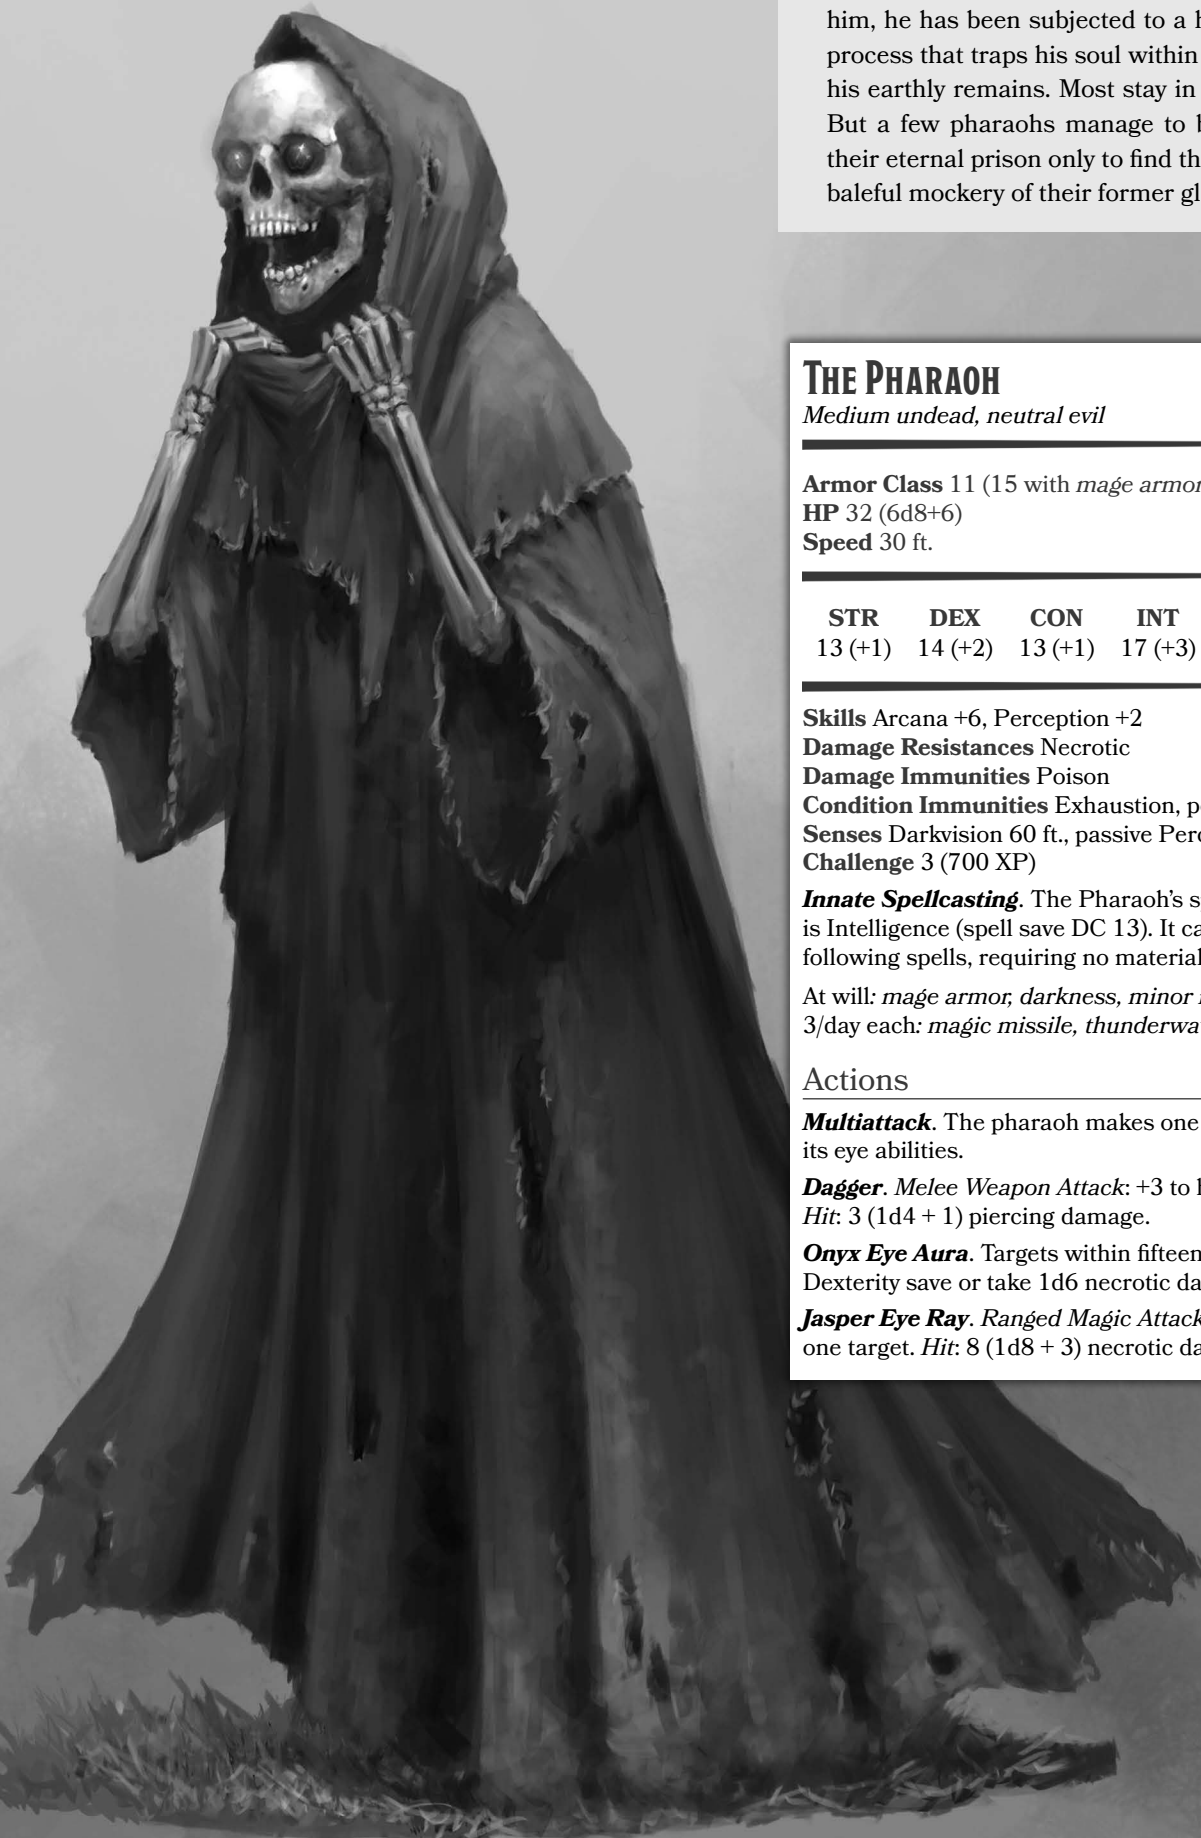 him, he has been subjected to a
process that traps his soul within
his earthly remains. Most stay in
But a few pharaohs manage to
their eternal prison only to find
baleful mockery of their former
THE PHARAOH
Medium undead, neutral evil
Armor Class 11 (15 with mage armor
HP 32 (6d8+6)
Speed 30 ft.
STR DEX CON INT
13 (+1) 14 (+2) 13 (+1) 17 (+3)
Skills Arcana +6, Perception +2
Damage Resistances Necrotic
Damage Immunities Poison
Condition Immunities Exhaustion,
Senses Darkvision 60 ft., passive
Challenge 3 (700 XP)
Innate Spellcasting. The Pharaoh's
is Intelligence (spell save DC 13). It
following spells, requiring no material
At will: mage armor, darkness, minor
3/day each: magic missile,
Actions
Multiattack. The pharaoh makes one
its eye abilities.
Dagger. Melee Weapon Attack: +3 to
Hit: 3 (1d4 + 1) piercing damage.
Onyx Eye Aura. Targets within fifteen
Dexterity save or take 1d6 necrotic
Jasper Eye Ray. Ranged Magic Attack
one target. Hit: 8 (1d8 + 3) necrotic